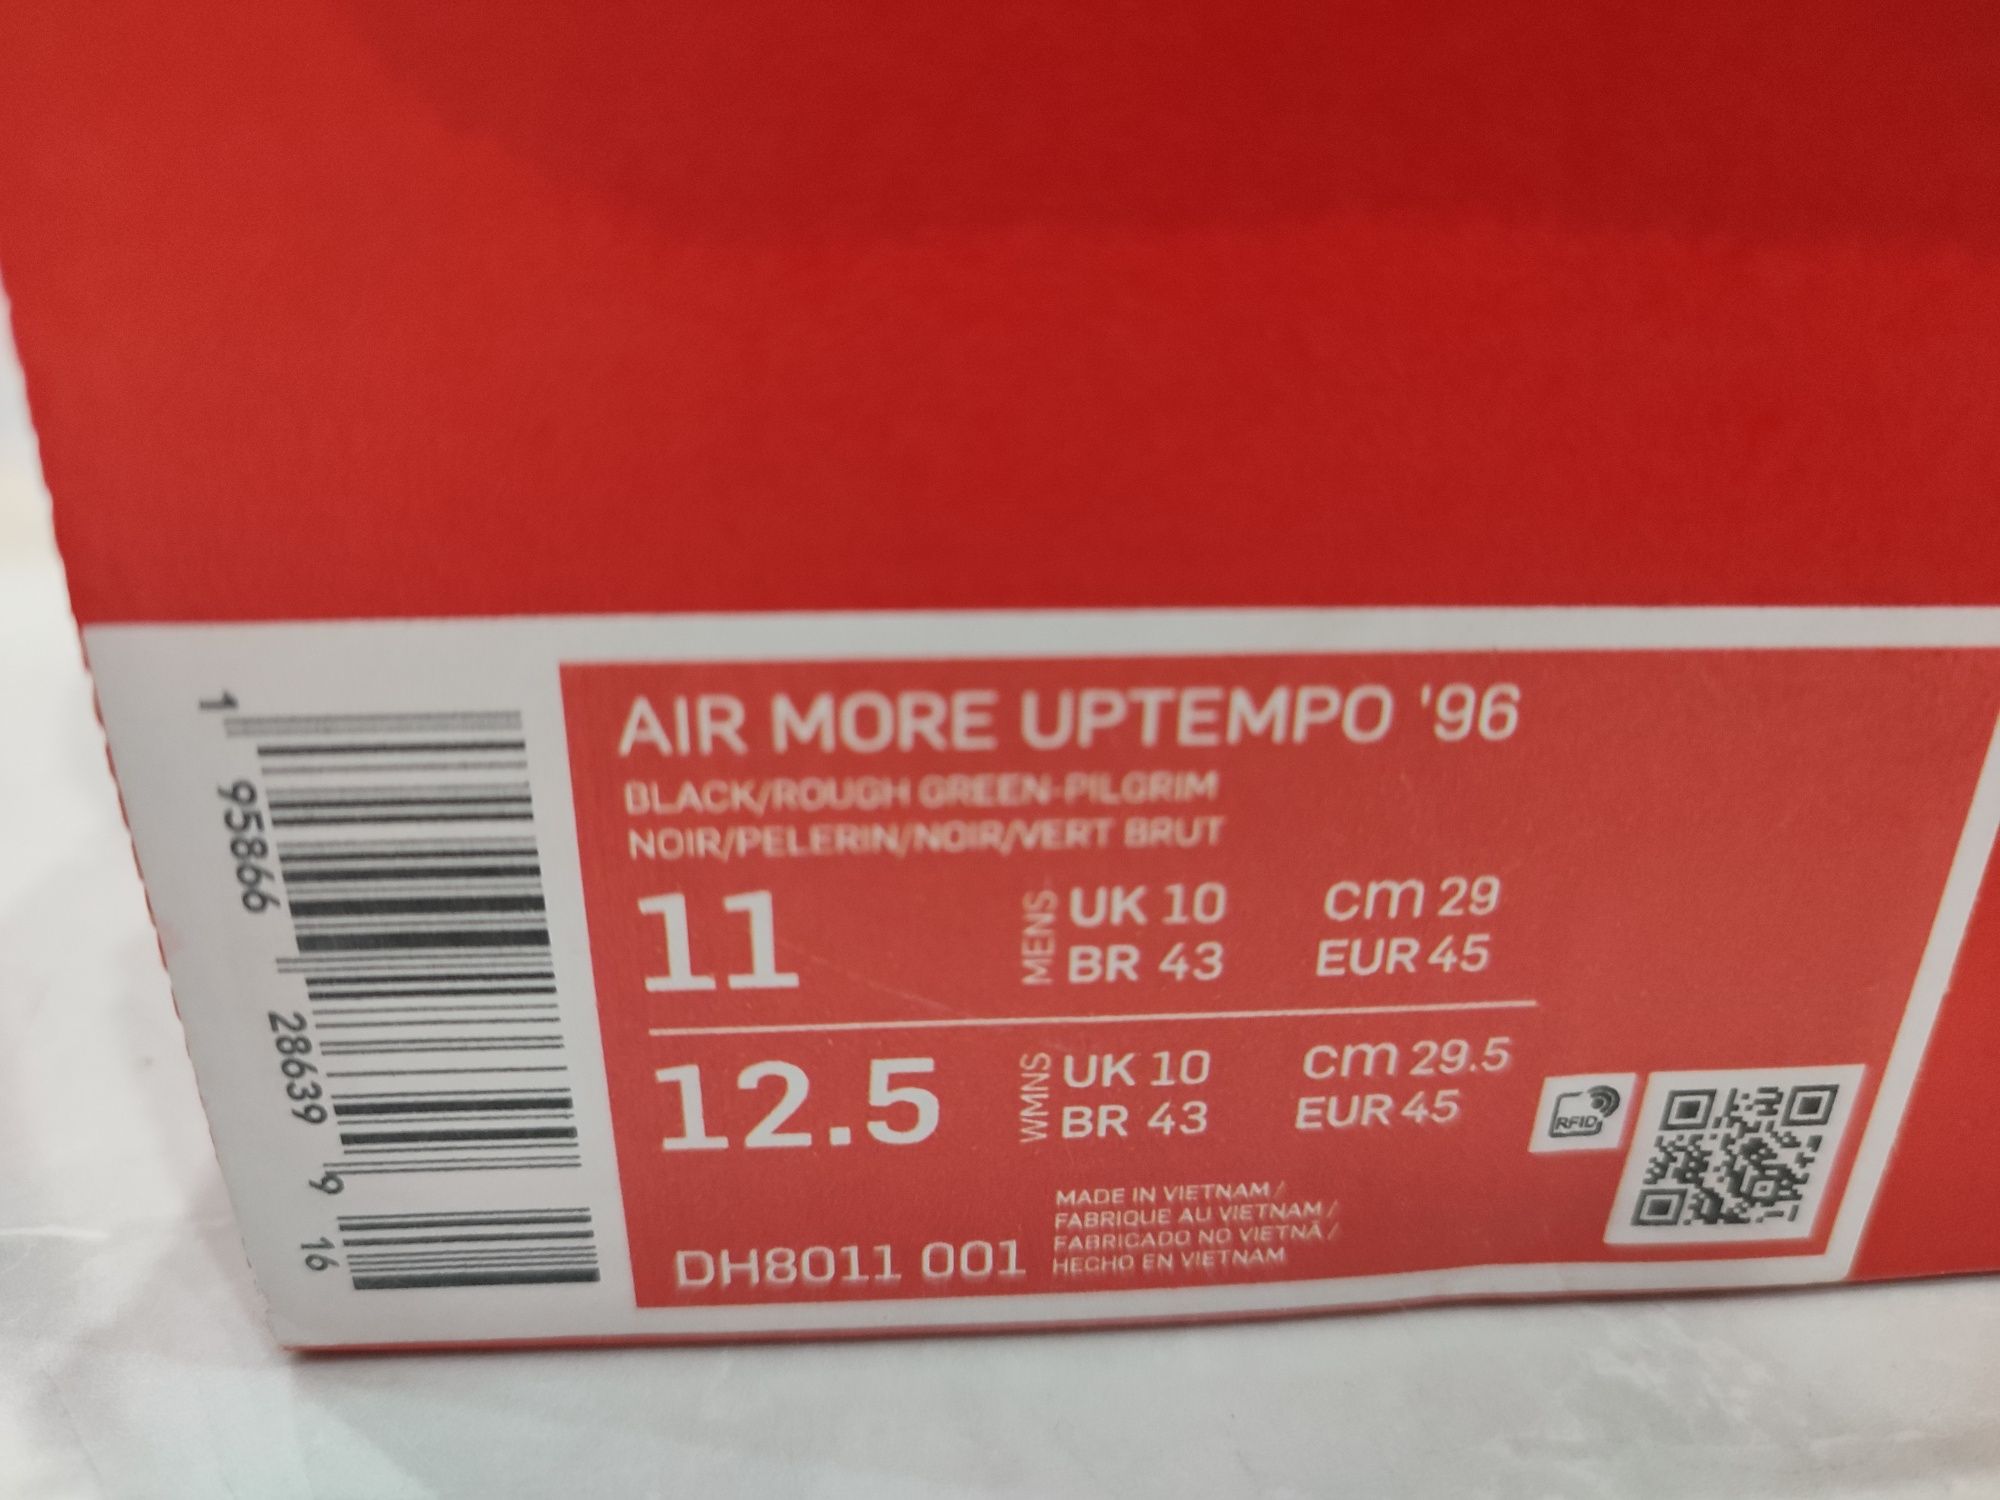 AIR MORE UPTEMPO '96
BLACK/ROUGH GREEN-PILGRIM
NOIR/PELERIN/NOIR/VERT BRUT
11
MENS
UK 10
cm 29
BR 43
EUR 45
12.5
WMNS
UK 10
cm 29.5
BR 43
EUR 45
RFID
DH8011 001
MADE IN VIETNAM /
FABRIQUE AU VIETNAM /
FABRICADO NO VIETNÃ /
HECHO EN VIETNAM
1 95866 28639 9 16